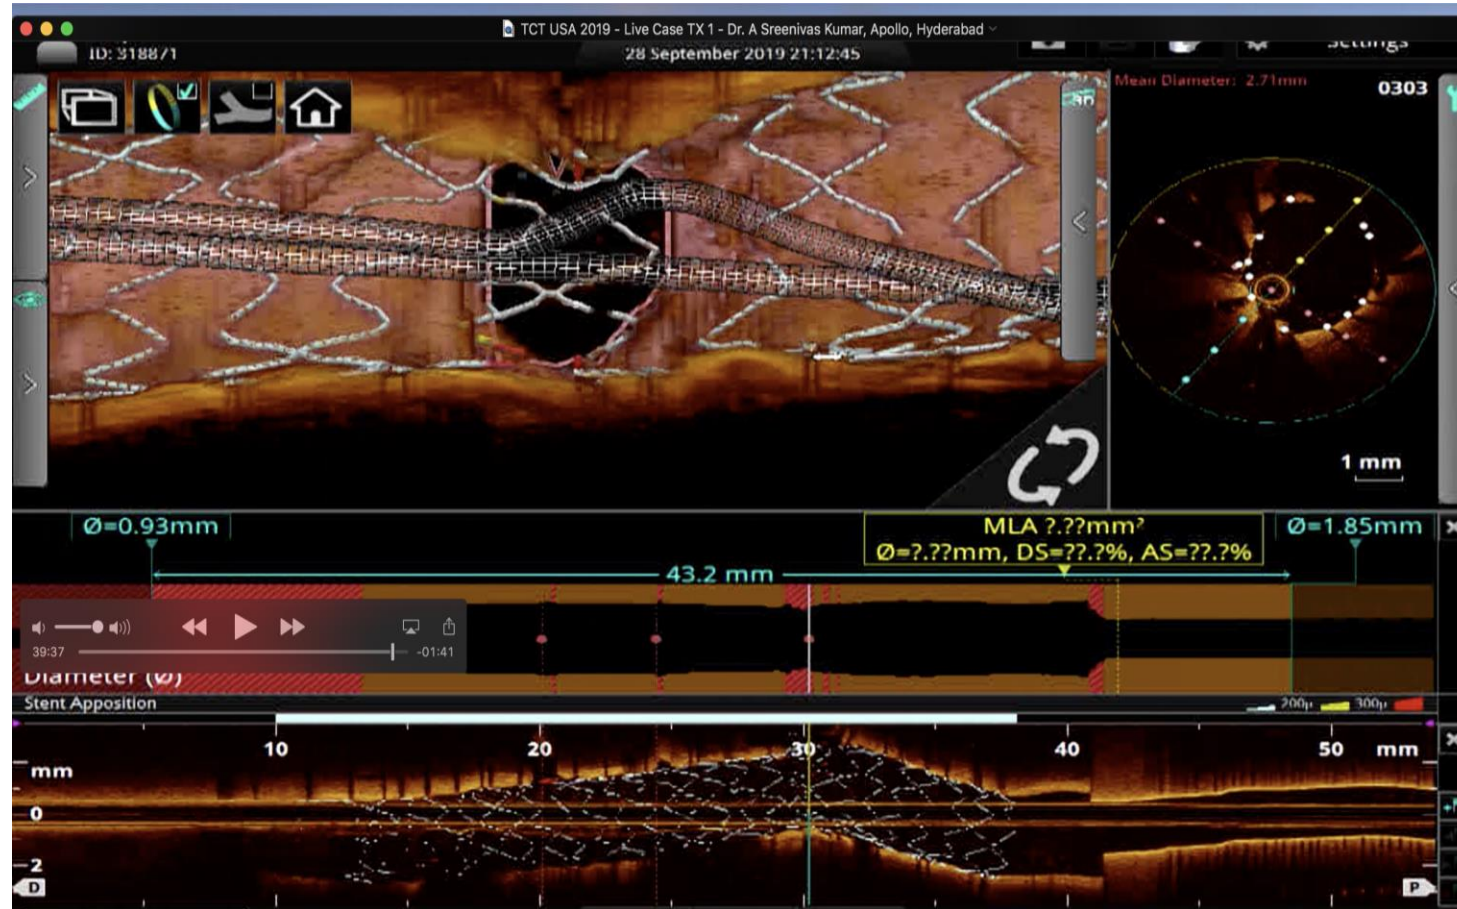 TCT USA 2019 - Live Case TX 1 - Dr. A Sreenivas Kumar, Apollo, Hyderabad
ID: 318871
28 September 2019 21:12:45
Settings
3D
Mean Diameter: 2.71mm
0303
1 mm
Ø=0.93mm
MLA ?.??mm²
Ø=?.??mm, DS=??.?%, AS=??.?%
Ø=1.85mm
43.2 mm
39:37
-01:41
Diameter (Ø)
Stent Apposition
200µ
300µ
10
20
30
40
50
mm
mm
0
2
D
P